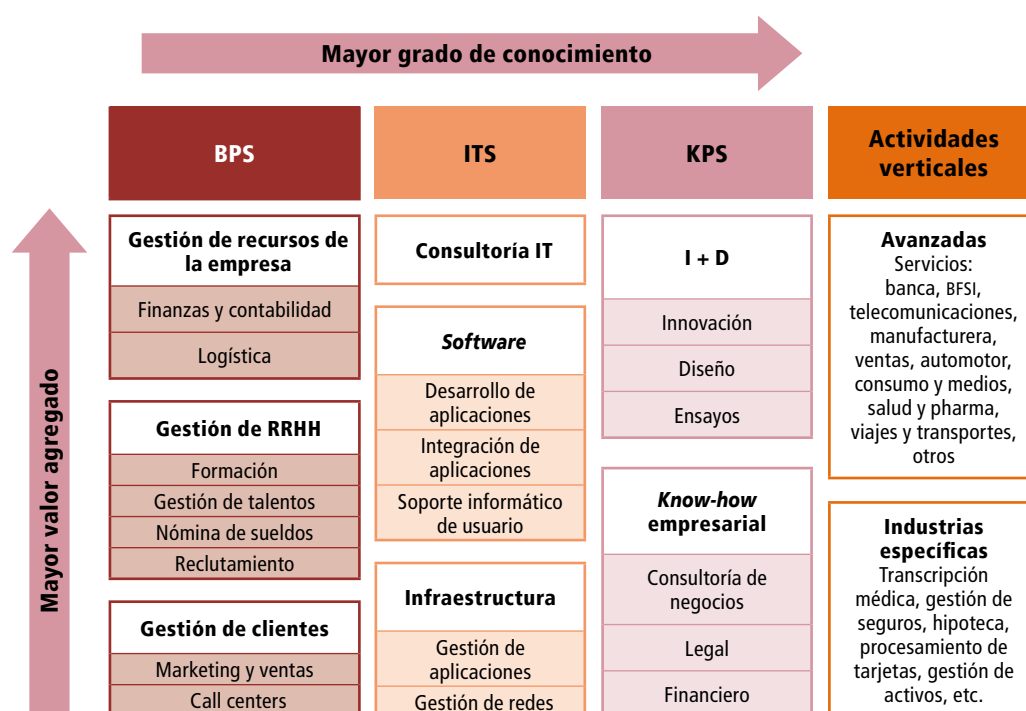 Mayor grado de conocimiento
Mayor valor agregado
BPS
Gestión de recursos de
la empresa
Finanzas y contabilidad
Logística
Gestión de RRHH
Formación
Gestión de talentos
Nómina de sueldos
Reclutamiento
Gestión de clientes
Marketing y ventas
Call centers
ITS
Consultoría IT
Software
Desarrollo de
aplicaciones
Integración de
aplicaciones
Soporte informático
de usuario
Infraestructura
Gestión de
aplicaciones
Gestión de redes
KPS
I + D
Innovación
Diseño
Ensayos
Know-how
empresarial
Consultoría de
negocios
Legal
Financiero
Actividades
verticales
Avanzadas
Servicios:
banca, BFSI,
telecomunicaciones,
manufacturera,
ventas, automotor,
consumo y medios,
salud y pharma,
viajes y transportes,
otros
Industrias
específicas
Transcripción
médica, gestión de
seguros, hipoteca,
procesamiento de
tarjetas, gestión de
activos, etc.